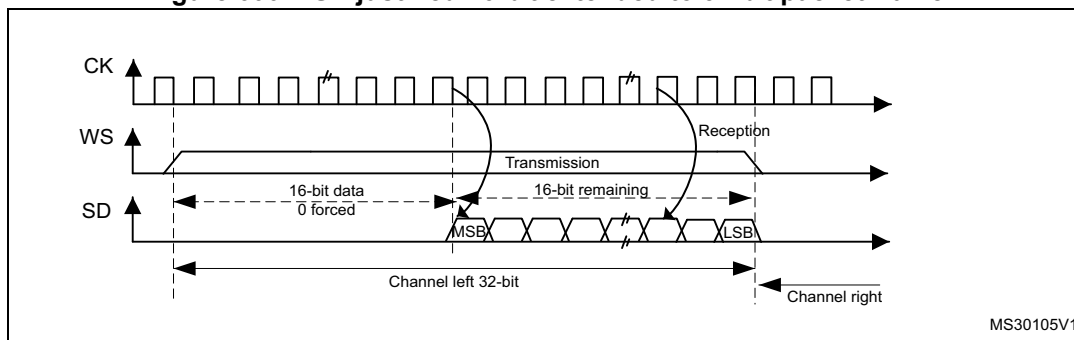 CK
Reception
WS
Transmission
16-bit data
0 forced
16-bit remaining
SD
MSB
LSB
Channel left 32-bit
Channel right
MS30105V1